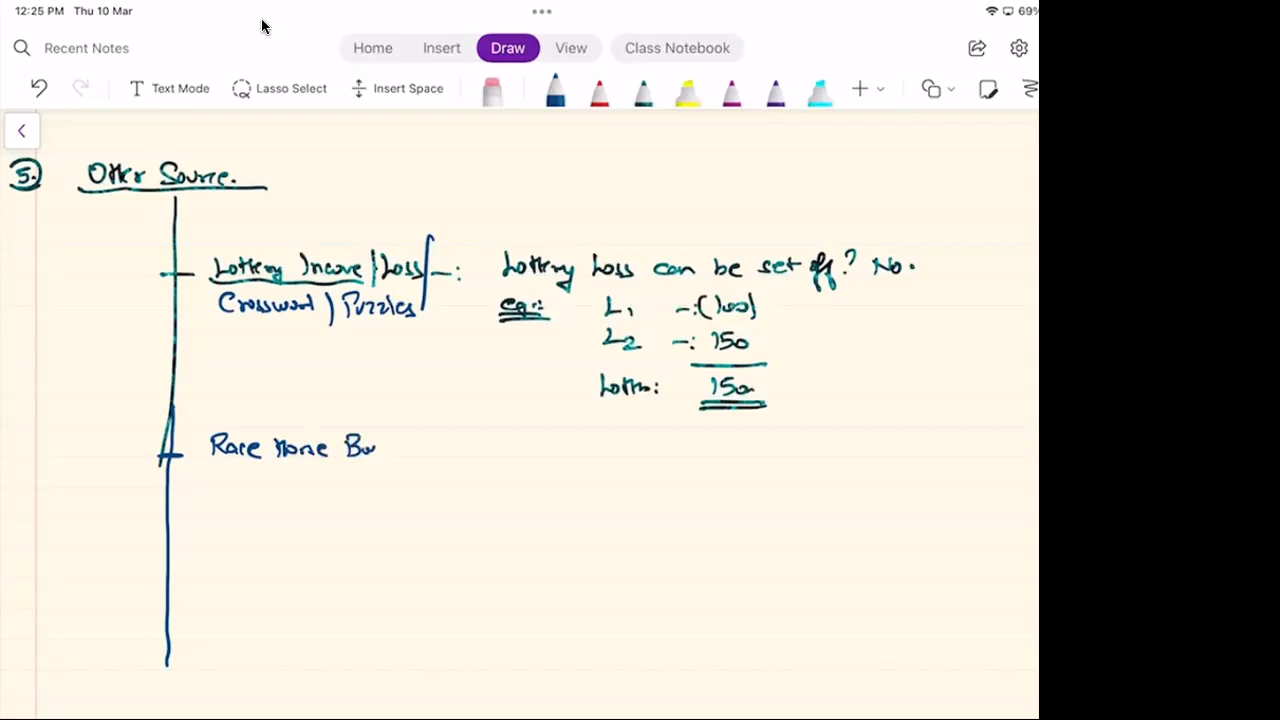 12:25 PM Thu 10 Mar
69%
Recent Notes
Home Insert Draw View Class Notebook
Text Mode Lasso Select Insert Space
5. Other Source.
Lottery Income | Loss -: Lottery Loss can be set off? No.
Crossword | Puzzles
eg:- L1 -: (100)
L2 -: 150
150
Race Horse